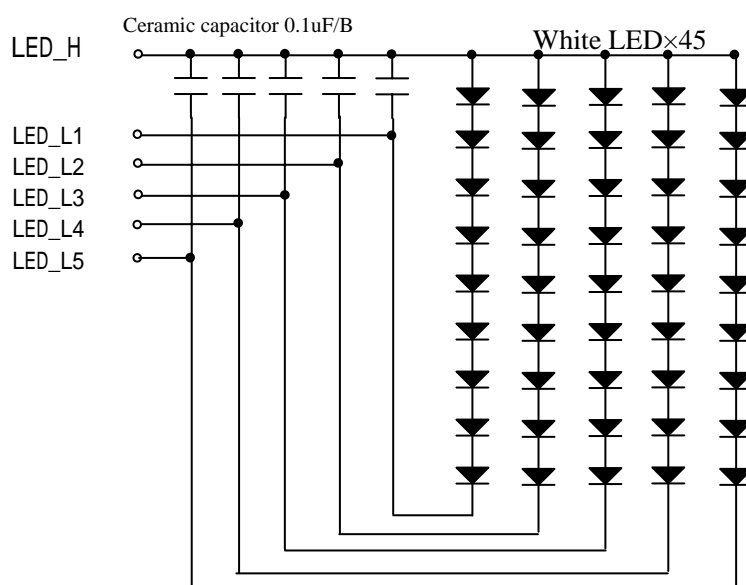 Ceramic capacitor 0.1uF/B
LED_H
White LED×45
LED_L1
LED_L2
LED_L3
LED_L4
LED_L5